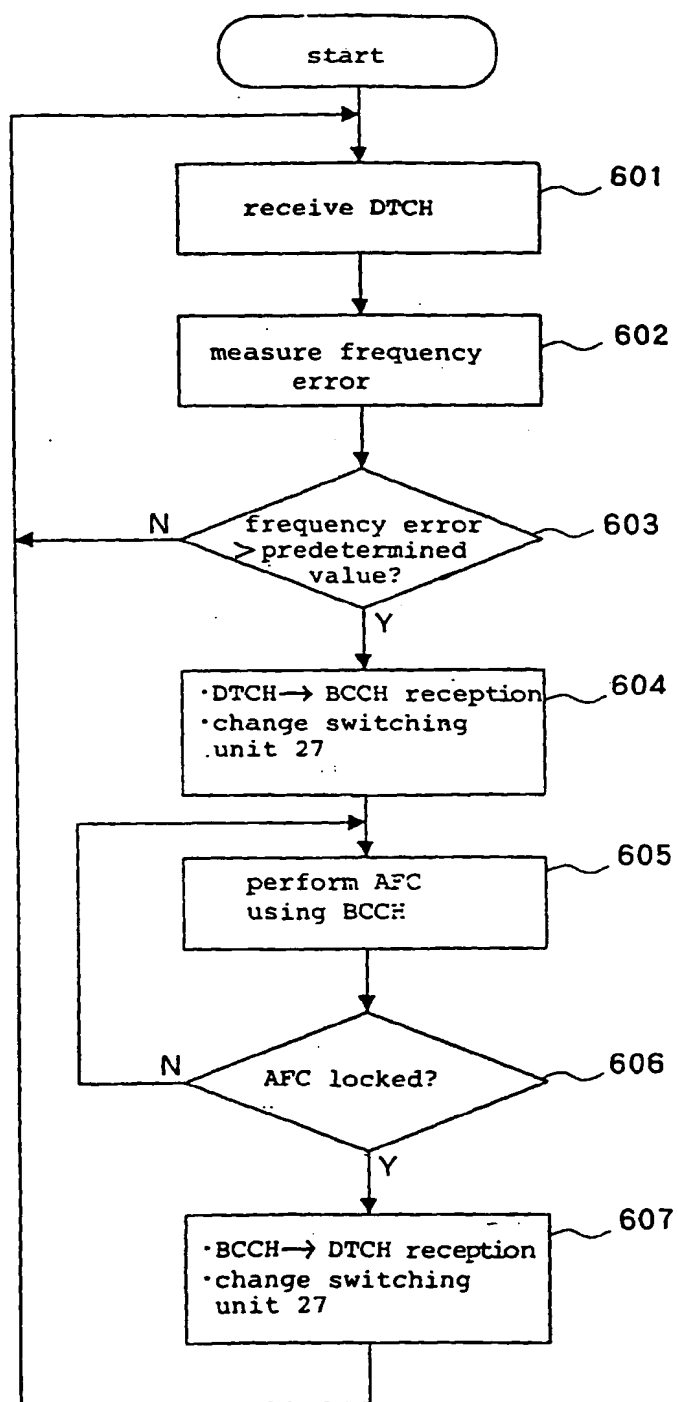 start
receive DTCH
601
measure frequency
error
602
frequency error
>predetermined
value?
603
N
Y
·DTCH→ BCCH reception
·change switching
unit 27
604
perform AFC
using BCCH
605
AFC locked?
606
N
Y
·BCCH→ DTCH reception
·change switching
unit 27
607